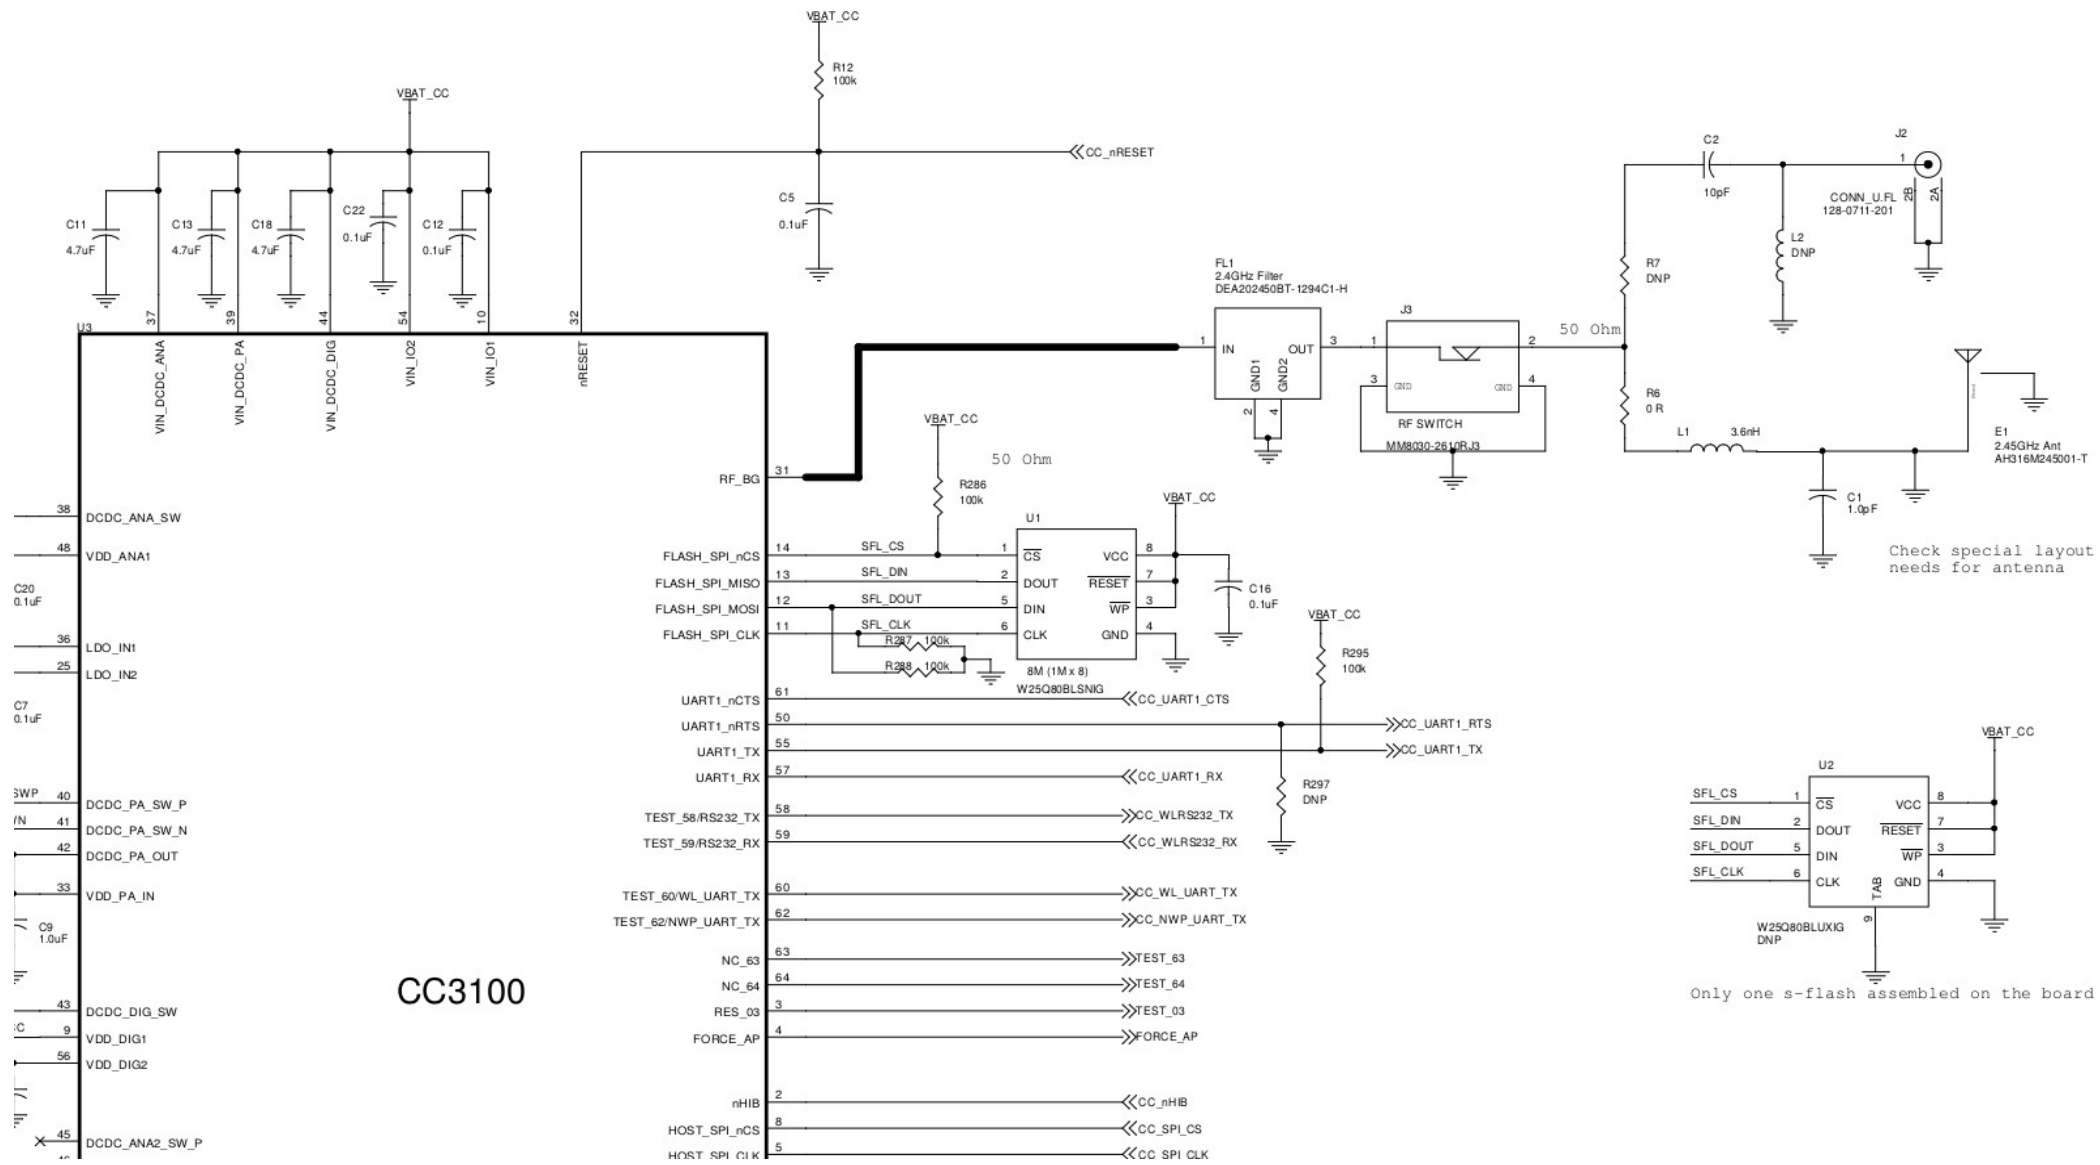 VBAT_CC
R12
100k
VBAT_CC
CC_nRESET
C11
4.7uF
C13
4.7uF
C18
4.7uF
C22
0.1uF
C12
0.1uF
C5
0.1uF
C2
10pF
J2
1
CONN_U.FL
128-0711-201
2B
2A
L2
DNP
R7
DNP
FL1
2.4GHz Filter
DEA202450BT-1294C1-H
1
IN
OUT
3
GND1
GND2
2
4
J3
1
2
3
GND
GND
4
RF SWITCH
MM8030-2610RJ3
50 Ohm
R6
0 R
L1
3.6nH
C1
1.0pF
E1
2.45GHz Ant
AH316M245001-T
Check special layout
needs for antenna
U3
37
39
44
54
10
32
VIN_DCDC_ANA
VIN_DCDC_PA
VIN_DCDC_DIG
VIN_IO2
VIN_IO1
nRESET
RF_BG
31
50 Ohm
VBAT_CC
R286
100k
38
DCDC_ANA_SW
48
VDD_ANA1
C20
0.1uF
36
LDO_IN1
25
LDO_IN2
C7
0.1uF
SWP
40
DCDC_PA_SW_P
41
DCDC_PA_SW_N
42
DCDC_PA_OUT
33
VDD_PA_IN
C9
1.0uF
43
DCDC_DIG_SW
9
VDD_DIG1
56
VDD_DIG2
45
DCDC_ANA2_SW_P
CC3100
FLASH_SPI_nCS
14
SFL_CS
FLASH_SPI_MISO
13
SFL_DIN
FLASH_SPI_MOSI
12
SFL_DOUT
FLASH_SPI_CLK
11
SFL_CLK
R287
100k
R288
100k
U1
1
CS
VCC
8
2
DOUT
RESET
7
5
DIN
WP
3
6
CLK
GND
4
8M (1M x 8)
W25Q80BLSNIG
VBAT_CC
C16
0.1uF
VBAT_CC
R295
100k
UART1_nCTS
61
CC_UART1_CTS
UART1_nRTS
50
CC_UART1_RTS
UART1_TX
55
CC_UART1_TX
UART1_RX
57
CC_UART1_RX
R297
DNP
TEST_58/RS232_TX
58
CC_WLRS232_TX
TEST_59/RS232_RX
59
CC_WLRS232_RX
TEST_60/WL_UART_TX
60
CC_WL_UART_TX
TEST_62/NWP_UART_TX
62
CC_NWP_UART_TX
NC_63
63
TEST_63
NC_64
64
TEST_64
RES_03
3
TEST_03
FORCE_AP
4
FORCE_AP
nHIB
2
CC_nHIB
HOST_SPI_nCS
8
CC_SPI_CS
HOST_SPI_CLK
5
CC_SPI_CLK
VBAT_CC
U2
SFL_CS
1
CS
VCC
8
SFL_DIN
2
DOUT
RESET
7
SFL_DOUT
5
DIN
WP
3
SFL_CLK
6
CLK
GND
4
TAB
9
W25Q80BLUXIG
DNP
Only one s-flash assembled on the board